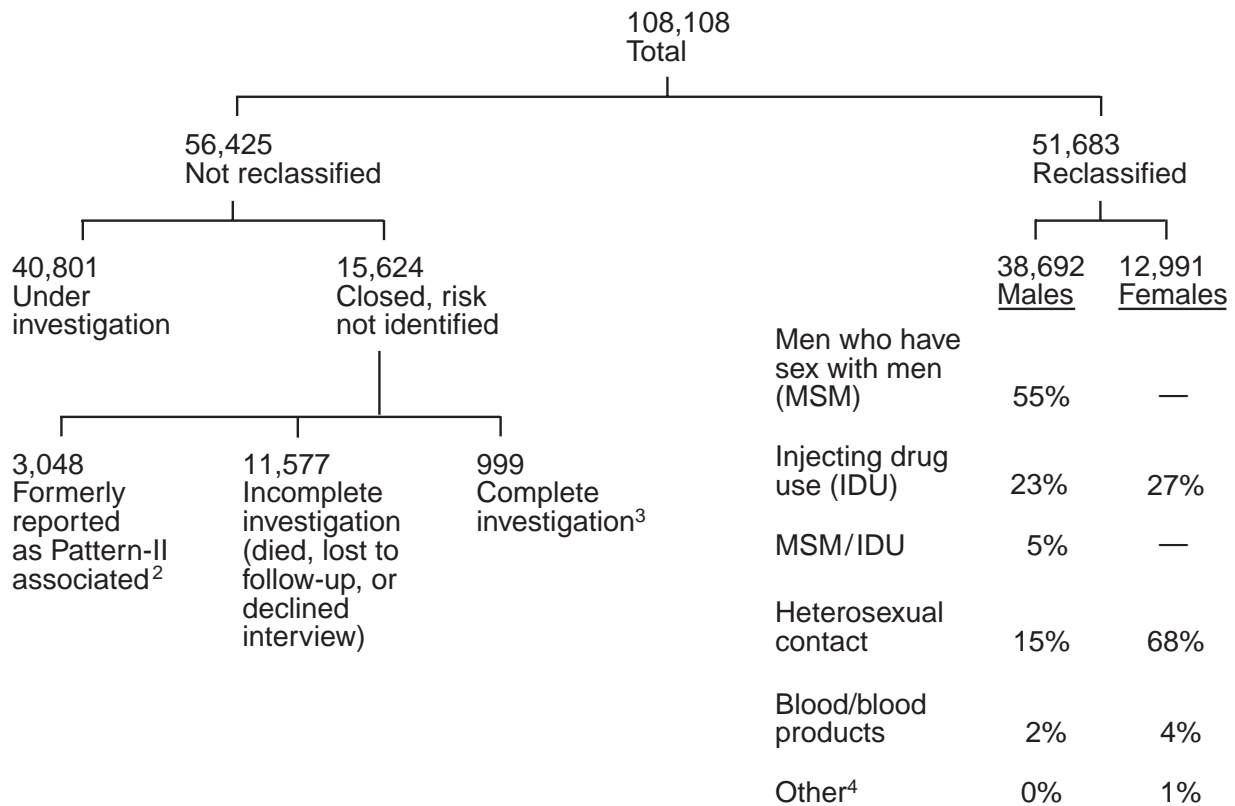 108,108
Total
56,425
Not reclassified
51,683
Reclassified
40,801
Under
investigation
15,624
Closed, risk
not identified
38,692
Males
12,991
Females
3,048
Formerly
reported
as Pattern-II
associated²
11,577
Incomplete
investigation
(died, lost to
follow-up, or
declined
interview)
999
Complete
investigation³
Men who have
sex with men
(MSM) 55% —
Injecting drug
use (IDU) 23% 27%
MSM/IDU 5% —
Heterosexual
contact 15% 68%
Blood/blood
products 2% 4%
Other⁴ 0% 1%